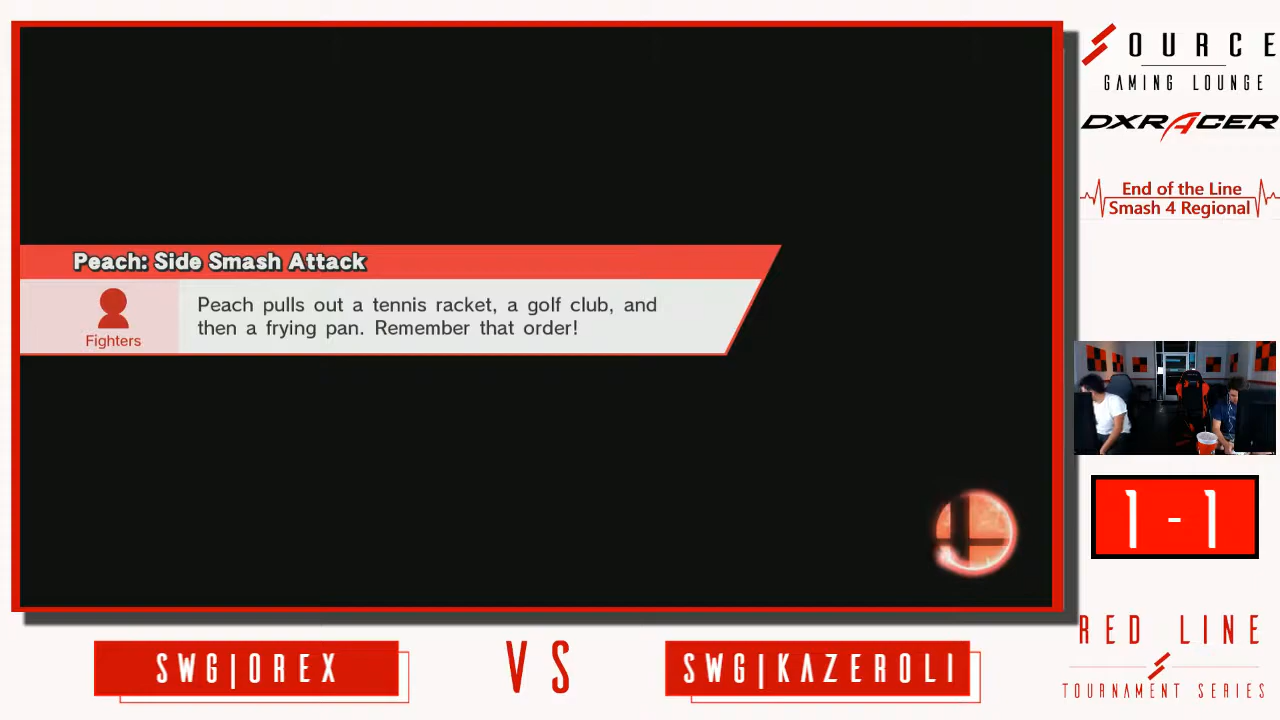 SOURCE
GAMING LOUNGE
DXRACER
End of the Line
Smash 4 Regional
Peach: Side Smash Attack
Fighters
Peach pulls out a tennis racket, a golf club, and
then a frying pan. Remember that order!
1 - 1
SWG|OREX
VS
SWG|KAZEROLI
RED LINE
TOURNAMENT SERIES